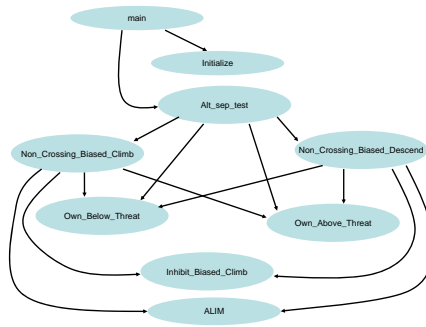 main
Initialize
Alt_sep_test
Non_Crossing_Biased_Climb
Non_Crossing_Biased_Descend
Own_Below_Threat
Own_Above_Threat
Inhibit_Biased_Climb
ALIM